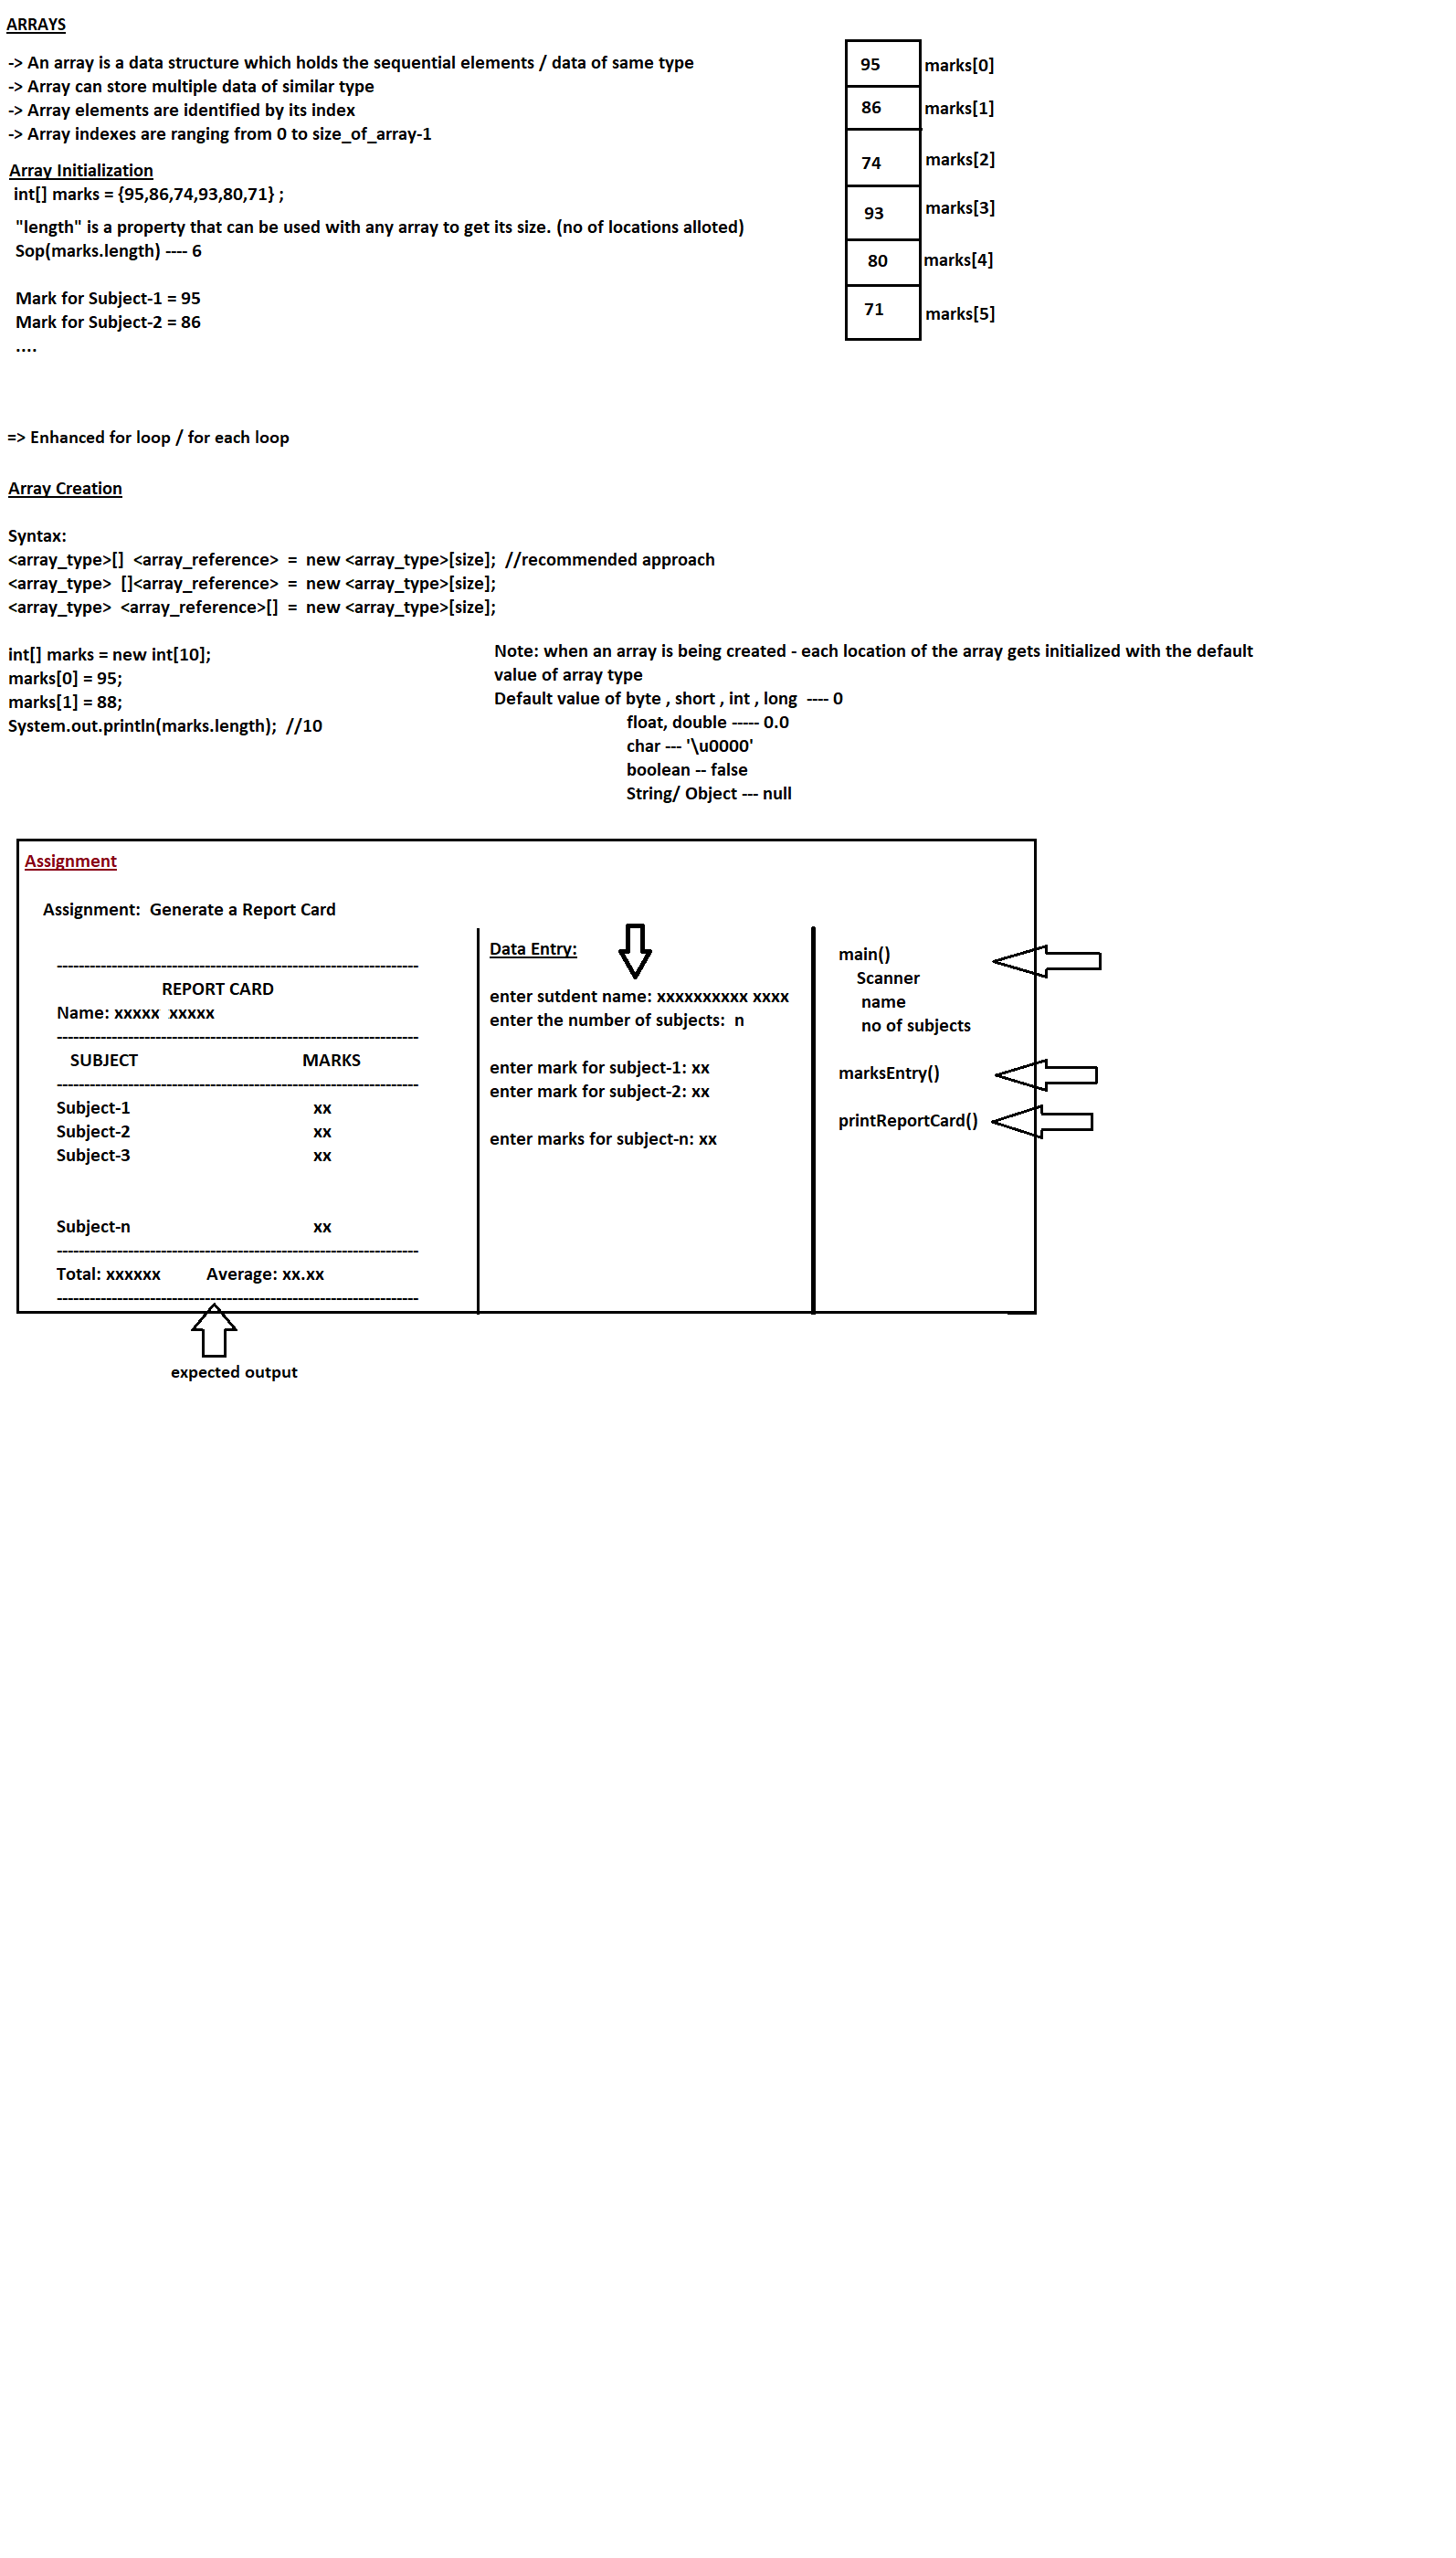 ARRAYS
-> An array is a data structure which holds the sequential elements / data of same type
-> Array can store multiple data of similar type
-> Array elements are identified by its index
-> Array indexes are ranging from 0 to size_of_array-1
Array Initialization
int[] marks = {95,86,74,93,80,71} ;
"length" is a property that can be used with any array to get its size. (no of locations alloted)
Sop(marks.length) ---- 6
Mark for Subject-1 = 95
Mark for Subject-2 = 86
....
95 marks[0]
86 marks[1]
74 marks[2]
93 marks[3]
80 marks[4]
71 marks[5]
=> Enhanced for loop / for each loop
Array Creation
Syntax:
<array_type>[]  <array_reference>  =  new <array_type>[size];  //recommended approach
<array_type>  []<array_reference>  =  new <array_type>[size];
<array_type>  <array_reference>[]  =  new <array_type>[size];
int[] marks = new int[10];
marks[0] = 95;
marks[1] = 88;
System.out.println(marks.length);  //10
Note: when an array is being created - each location of the array gets initialized with the default
value of array type
Default value of byte , short , int , long  ---- 0
float, double ----- 0.0
char --- '\u0000'
boolean -- false
String/ Object --- null
Assignment
Assignment:  Generate a Report Card
------------------------------------------------------------------
REPORT CARD
Name: xxxxx  xxxxx
------------------------------------------------------------------
SUBJECT MARKS
------------------------------------------------------------------
Subject-1 xx
Subject-2 xx
Subject-3 xx
Subject-n xx
------------------------------------------------------------------
Total: xxxxxx Average: xx.xx
------------------------------------------------------------------
expected output
Data Entry:
enter sutdent name: xxxxxxxxxx xxxx
enter the number of subjects:  n
enter mark for subject-1: xx
enter mark for subject-2: xx
enter marks for subject-n: xx
main()
Scanner
name
no of subjects
marksEntry()
printReportCard()